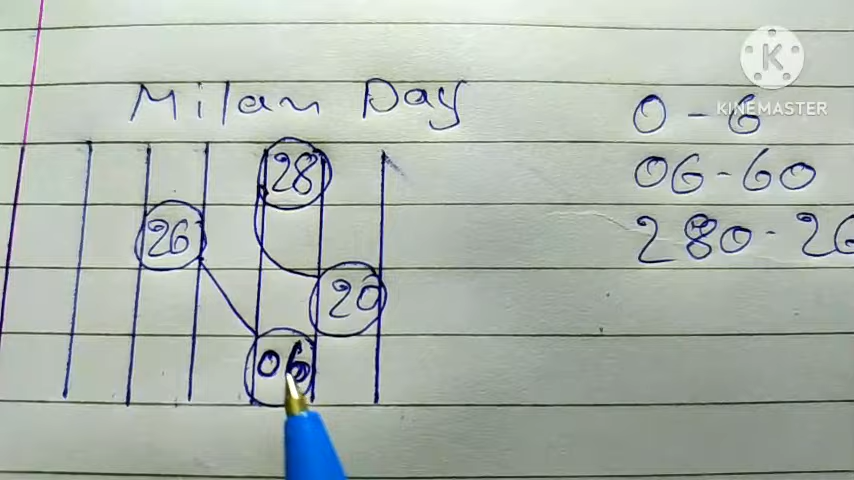 Milan Day
28
26
20
06
0 - 6
06 - 60
280 - 26
K
KINEMASTER